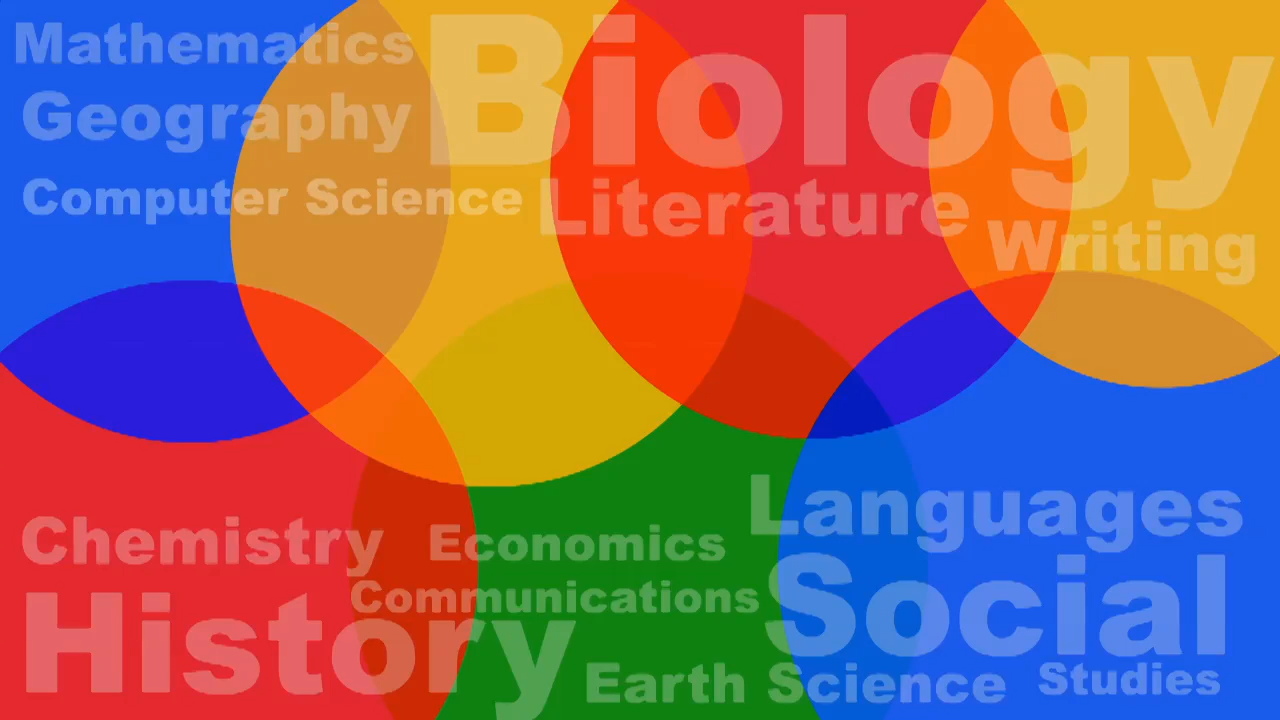 Mathematics
Biology
Geography
Computer Science
Literature
Writing
Languages
Chemistry
Economics
Social
Communications
History
Earth Science
Studies